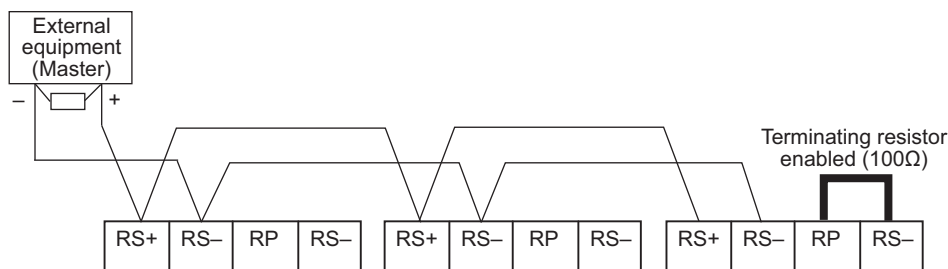 External
equipment
(Master)
– +
Terminating resistor
enabled (100Ω)
RS+ RS– RP RS– RS+ RS– RP RS– RS+ RS– RP RS–